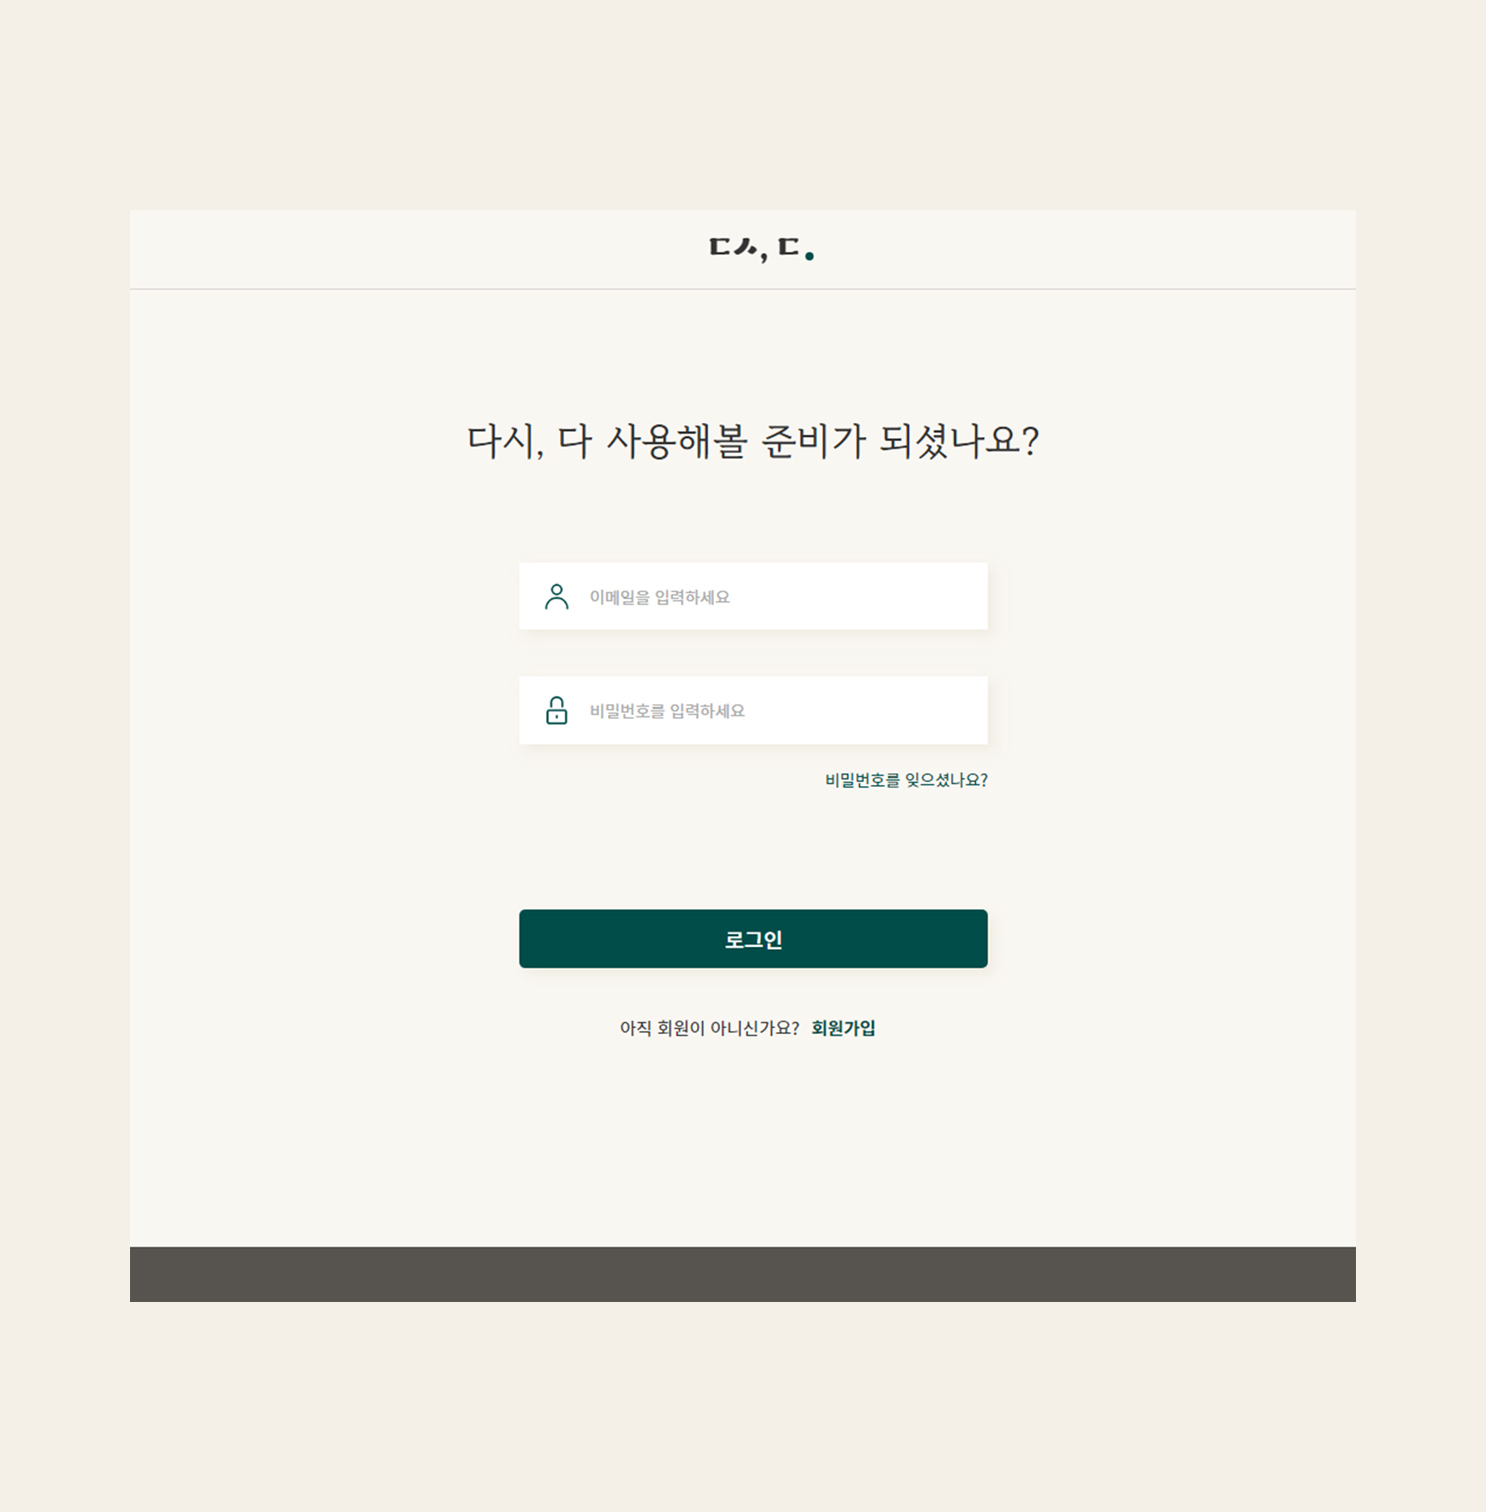 ㄷㅅ, ㄷ.
다시, 다 사용해볼 준비가 되셨나요?
이메일을 입력하세요
비밀번호를 입력하세요
비밀번호를 잊으셨나요?
로그인
아직 회원이 아니신가요? 회원가입